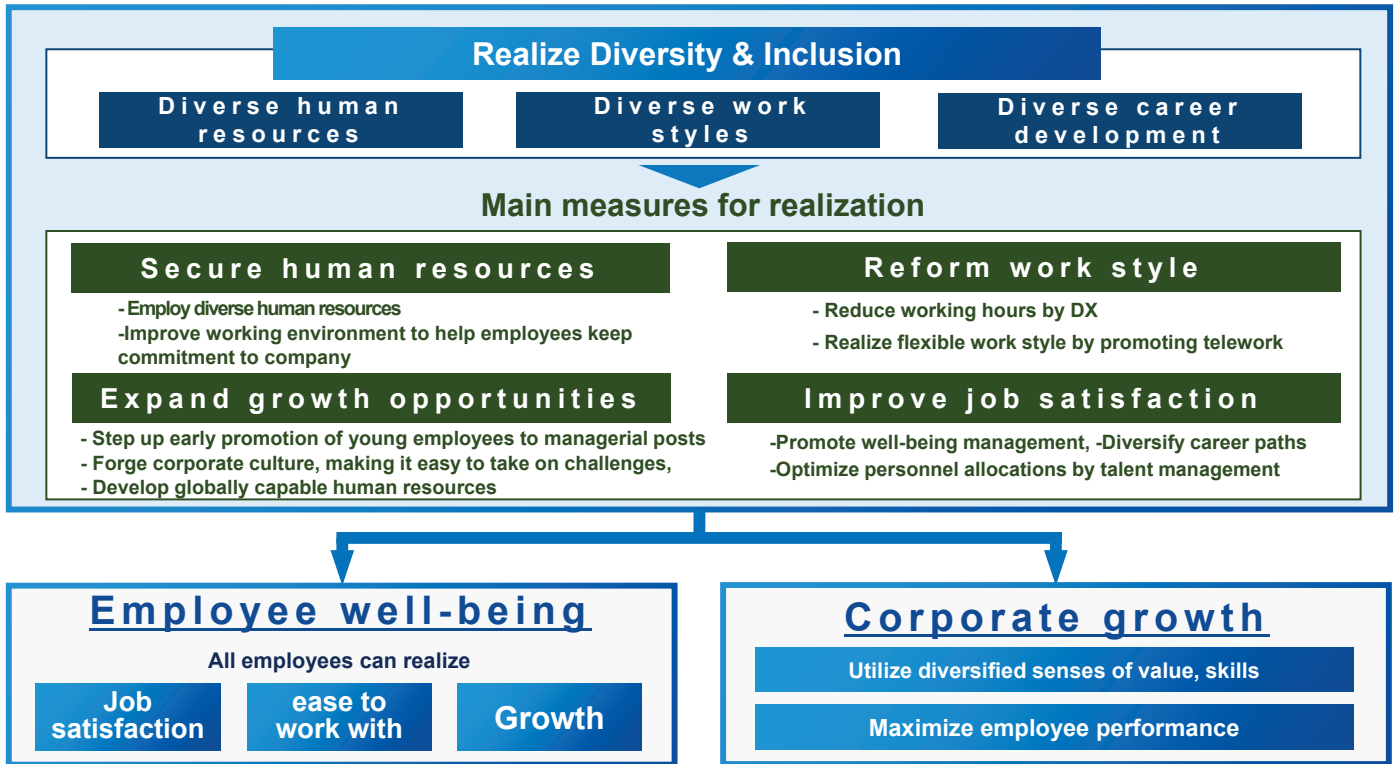 Realize Diversity & Inclusion
Diverse human
resources
Diverse work
styles
Diverse career
development
Main measures for realization
Secure human resources
- Employ diverse human resources
-Improve working environment to help employees keep
commitment to company
Reform work style
- Reduce working hours by DX
- Realize flexible work style by promoting telework
Expand growth opportunities
- Step up early promotion of young employees to managerial posts
- Forge corporate culture, making it easy to take on challenges,
- Develop globally capable human resources
Improve job satisfaction
-Promote well-being management, -Diversify career paths
-Optimize personnel allocations by talent management
Employee well-being
All employees can realize
Job
satisfaction
ease to
work with
Growth
Corporate growth
Utilize diversified senses of value, skills
Maximize employee performance